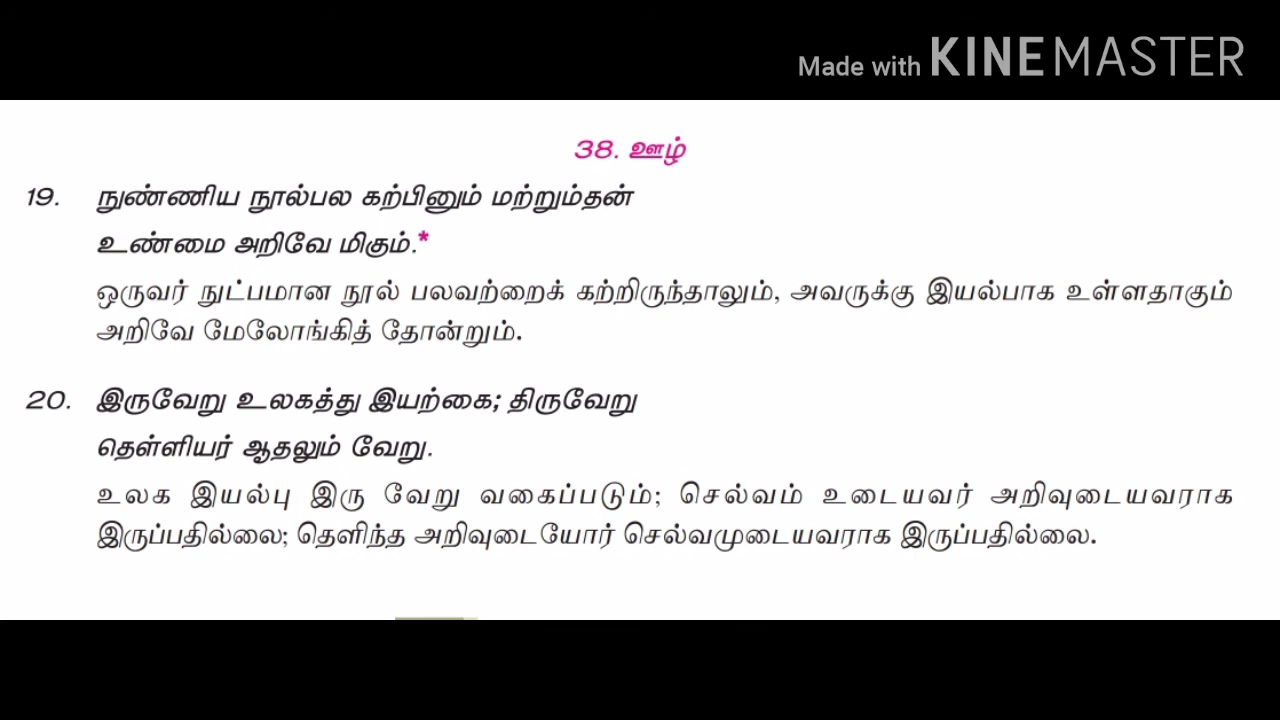 Made with KINEMASTER
38. ஊழ்
19. நுண்ணிய நூல்பல கற்பினும் மற்றும்தன்
உண்மை அறிவே மிகும்.*
ஒருவர் நுட்பமான நூல் பலவற்றைக் கற்றிருந்தாலும், அவருக்கு இயல்பாக உள்ளதாகும்
அறிவே மேலோங்கித் தோன்றும்.
20. இருவேறு உலகத்து இயற்கை; திருவேறு
தெள்ளியர் ஆதலும் வேறு.
உலக இயல்பு இரு வேறு வகைப்படும்; செல்வம் உடையவர் அறிவுடையவராக
இருப்பதில்லை; தெளிந்த அறிவுடையோர் செல்வமுடையவராக இருப்பதில்லை.